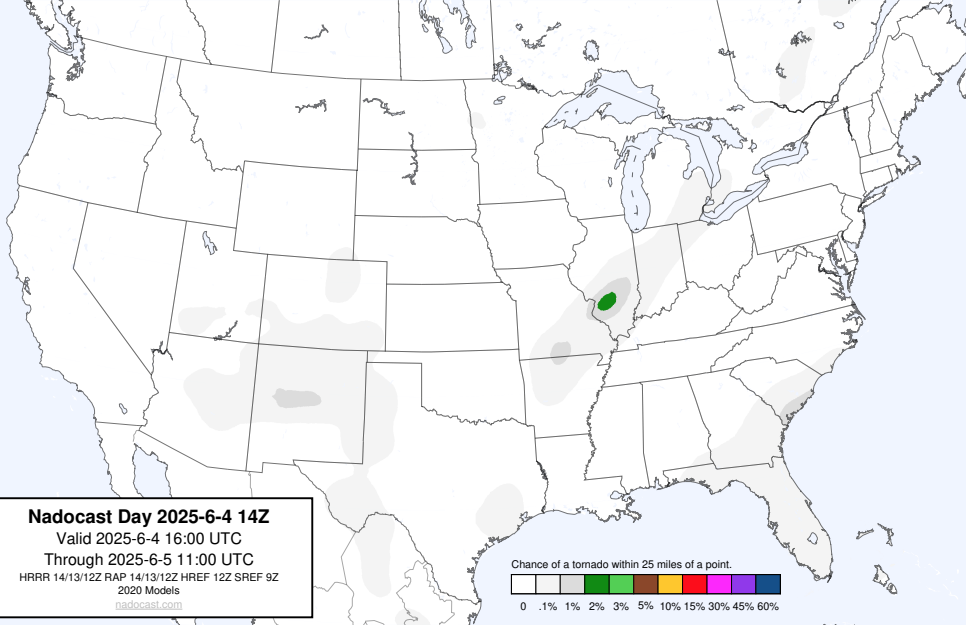 Nadocast Day 2025-6-4 14Z
Valid 2025-6-4 16:00 UTC
Through 2025-6-5 11:00 UTC
HRRR 14/13/12Z RAP 14/13/12Z HREF 12Z SREF 9Z
2020 Models
nadocast.com
Chance of a tornado within 25 miles of a point.
0 .1% 1% 2% 3% 5% 10% 15% 30% 45% 60%